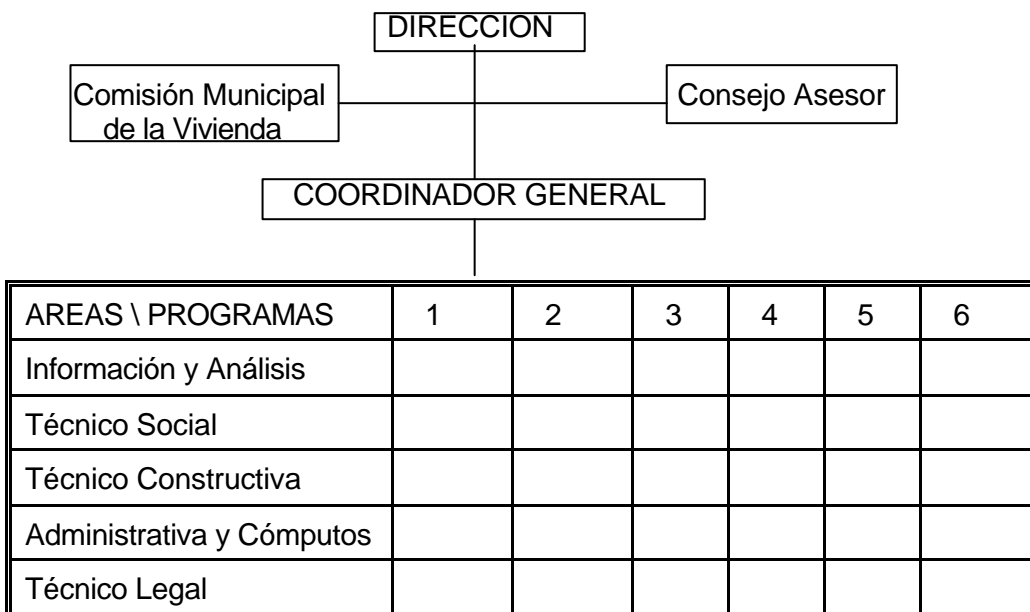 DIRECCION
Comisión Municipal
de la Vivienda
Consejo Asesor
COORDINADOR GENERAL
AREAS \ PROGRAMAS 1 2 3 4 5 6
Información y Análisis
Técnico Social
Técnico Constructiva
Administrativa y Cómputos
Técnico Legal